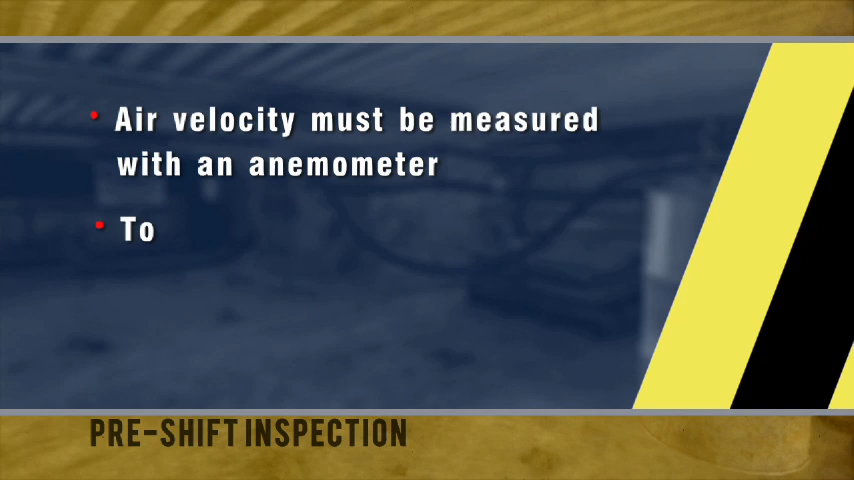 Air velocity must be measured
with an anemometer
To
PRE-SHIFT INSPECTION